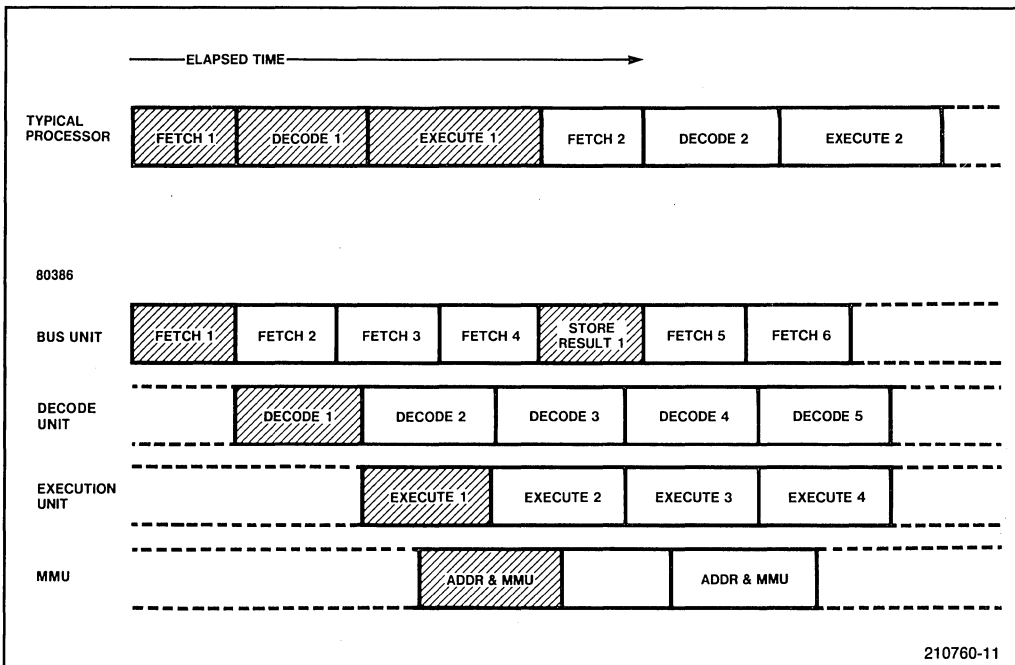 ELAPSED TIME
TYPICAL
PROCESSOR
FETCH 1 DECODE 1 EXECUTE 1 FETCH 2 DECODE 2 EXECUTE 2
80386
BUS UNIT
FETCH 1 FETCH 2 FETCH 3 FETCH 4 STORE
RESULT 1 FETCH 5 FETCH 6
DECODE
UNIT
DECODE 1 DECODE 2 DECODE 3 DECODE 4 DECODE 5
EXECUTION
UNIT
EXECUTE 1 EXECUTE 2 EXECUTE 3 EXECUTE 4
MMU
ADDR & MMU ADDR & MMU
210760-11